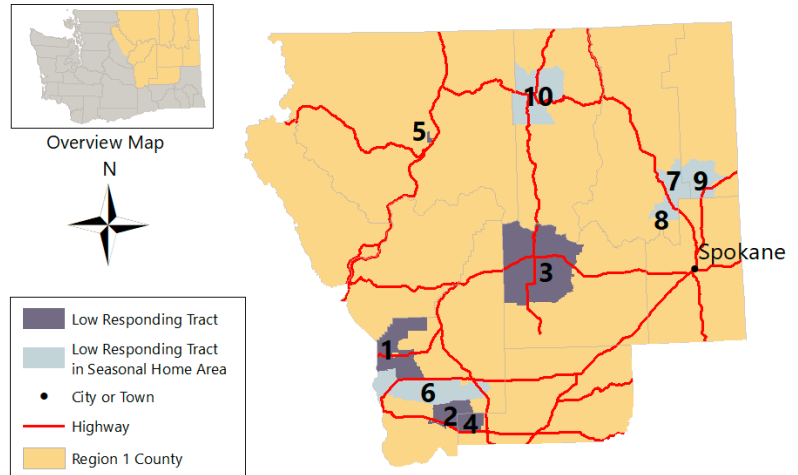 Overview Map
N
Low Responding Tract
Low Responding Tract
in Seasonal Home Area
City or Town
Highway
Region 1 County
10
5
7
9
8
Spokane
3
1
6
2
4